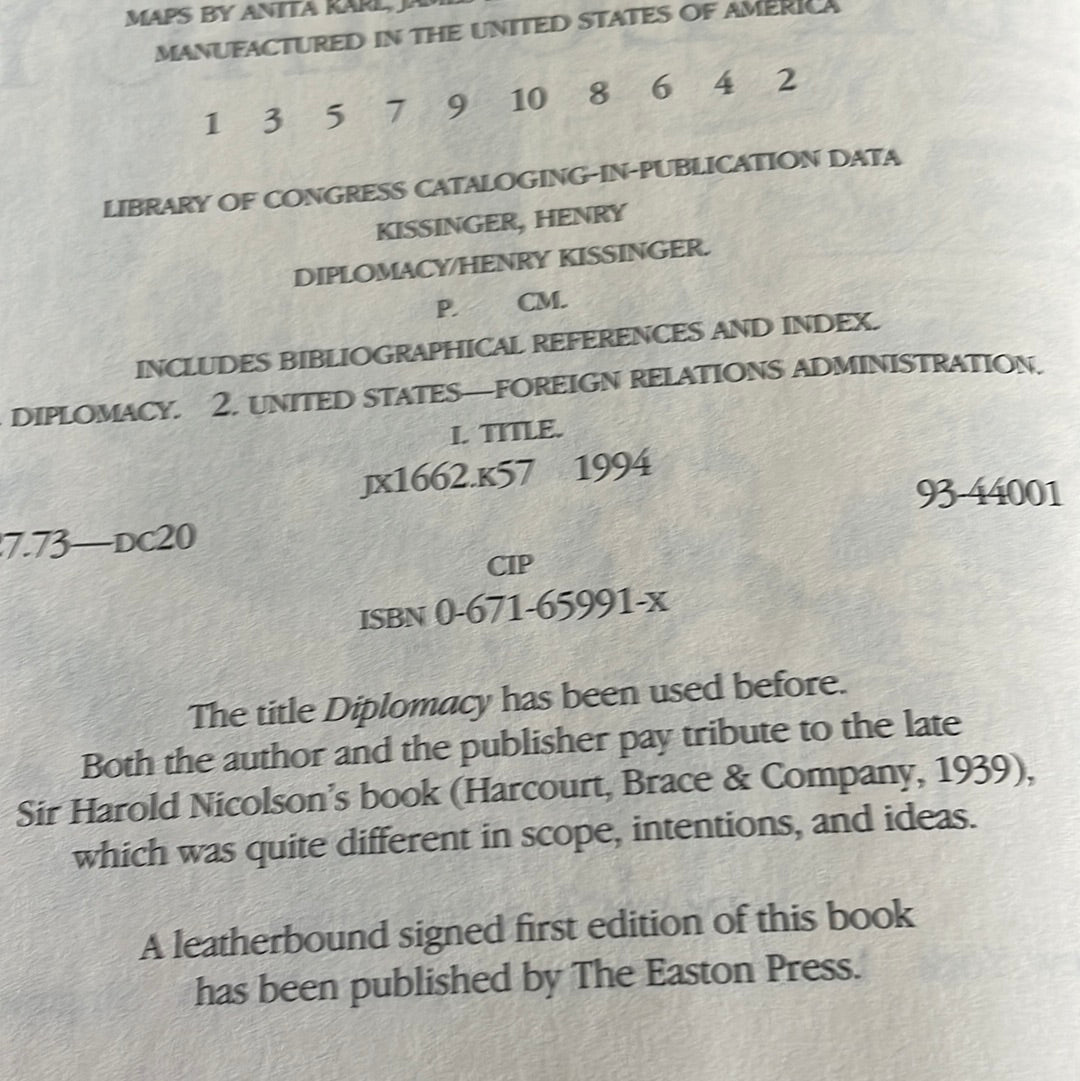 MAPS BY ANITA KARL,
MANUFACTURED IN THE UNITED STATES OF AMERICA
1 3 5 7 9 10 8 6 4 2
LIBRARY OF CONGRESS CATALOGING-IN-PUBLICATION DATA
KISSINGER, HENRY
DIPLOMACY/HENRY KISSINGER.
P. CM.
INCLUDES BIBLIOGRAPHICAL REFERENCES AND INDEX.
. DIPLOMACY. 2. UNITED STATES—FOREIGN RELATIONS ADMINISTRATION.
I. TITLE.
JX1662.K57 1994
93-44001
7.73—DC20
CIP
ISBN 0-671-65991-X
The title Diplomacy has been used before.
Both the author and the publisher pay tribute to the late
Sir Harold Nicolson's book (Harcourt, Brace & Company, 1939),
which was quite different in scope, intentions, and ideas.
A leatherbound signed first edition of this book
has been published by The Easton Press.